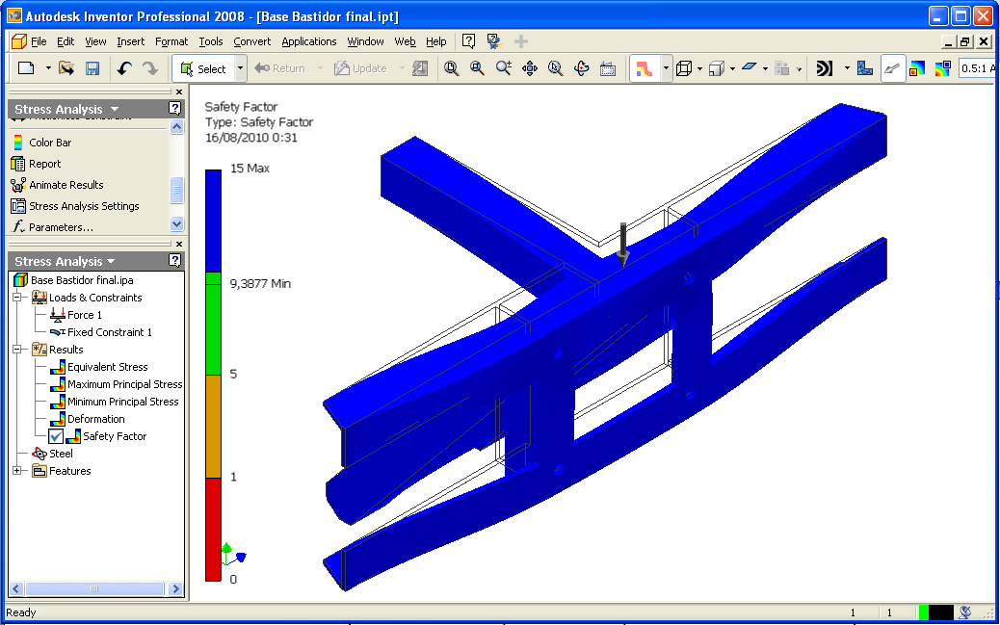 Autodesk Inventor Professional 2008 - [Base Bastidor final.ipt]
File Edit View Insert Format Tools Convert Applications Window Web Help
Select Return Update 0.5:1
Stress Analysis
Color Bar
Report
Animate Results
Stress Analysis Settings
Parameters...
Stress Analysis
Base Bastidor final.ipa
Loads & Constraints
Force 1
Fixed Constraint 1
Results
Equivalent Stress
Maximum Principal Stress
Minimum Principal Stress
Deformation
Safety Factor
Steel
Features
Safety Factor
Type: Safety Factor
16/08/2010 0:31
15 Max
9,3877 Min
5
1
0
Ready 1 1